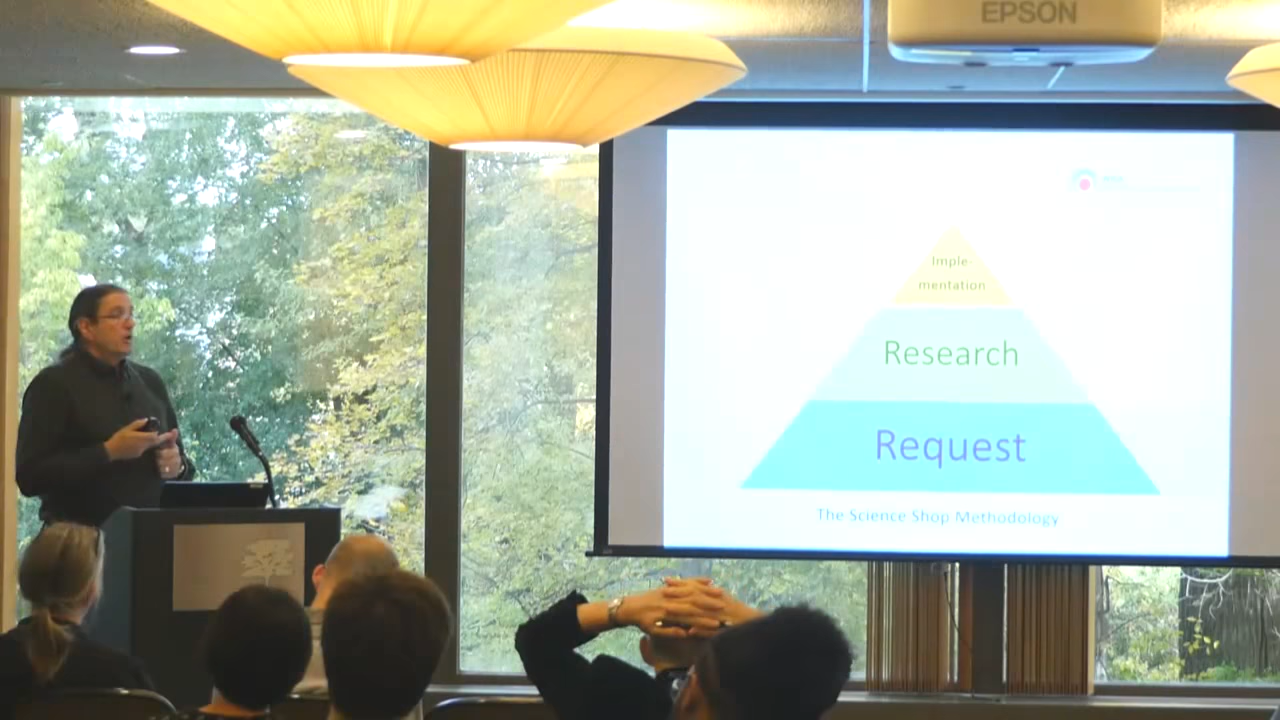 EPSON
Imple-
mentation
Research
Request
The Science Shop Methodology